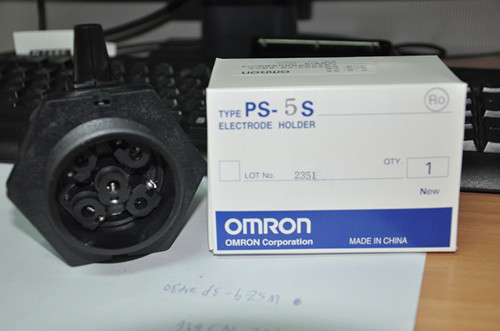 omron
TYPE PS-5S
ELECTRODE HOLDER
Ro
LOT No. 2351
QTY. 1
New
OMRON
OMRON Corporation
MADE IN CHINA